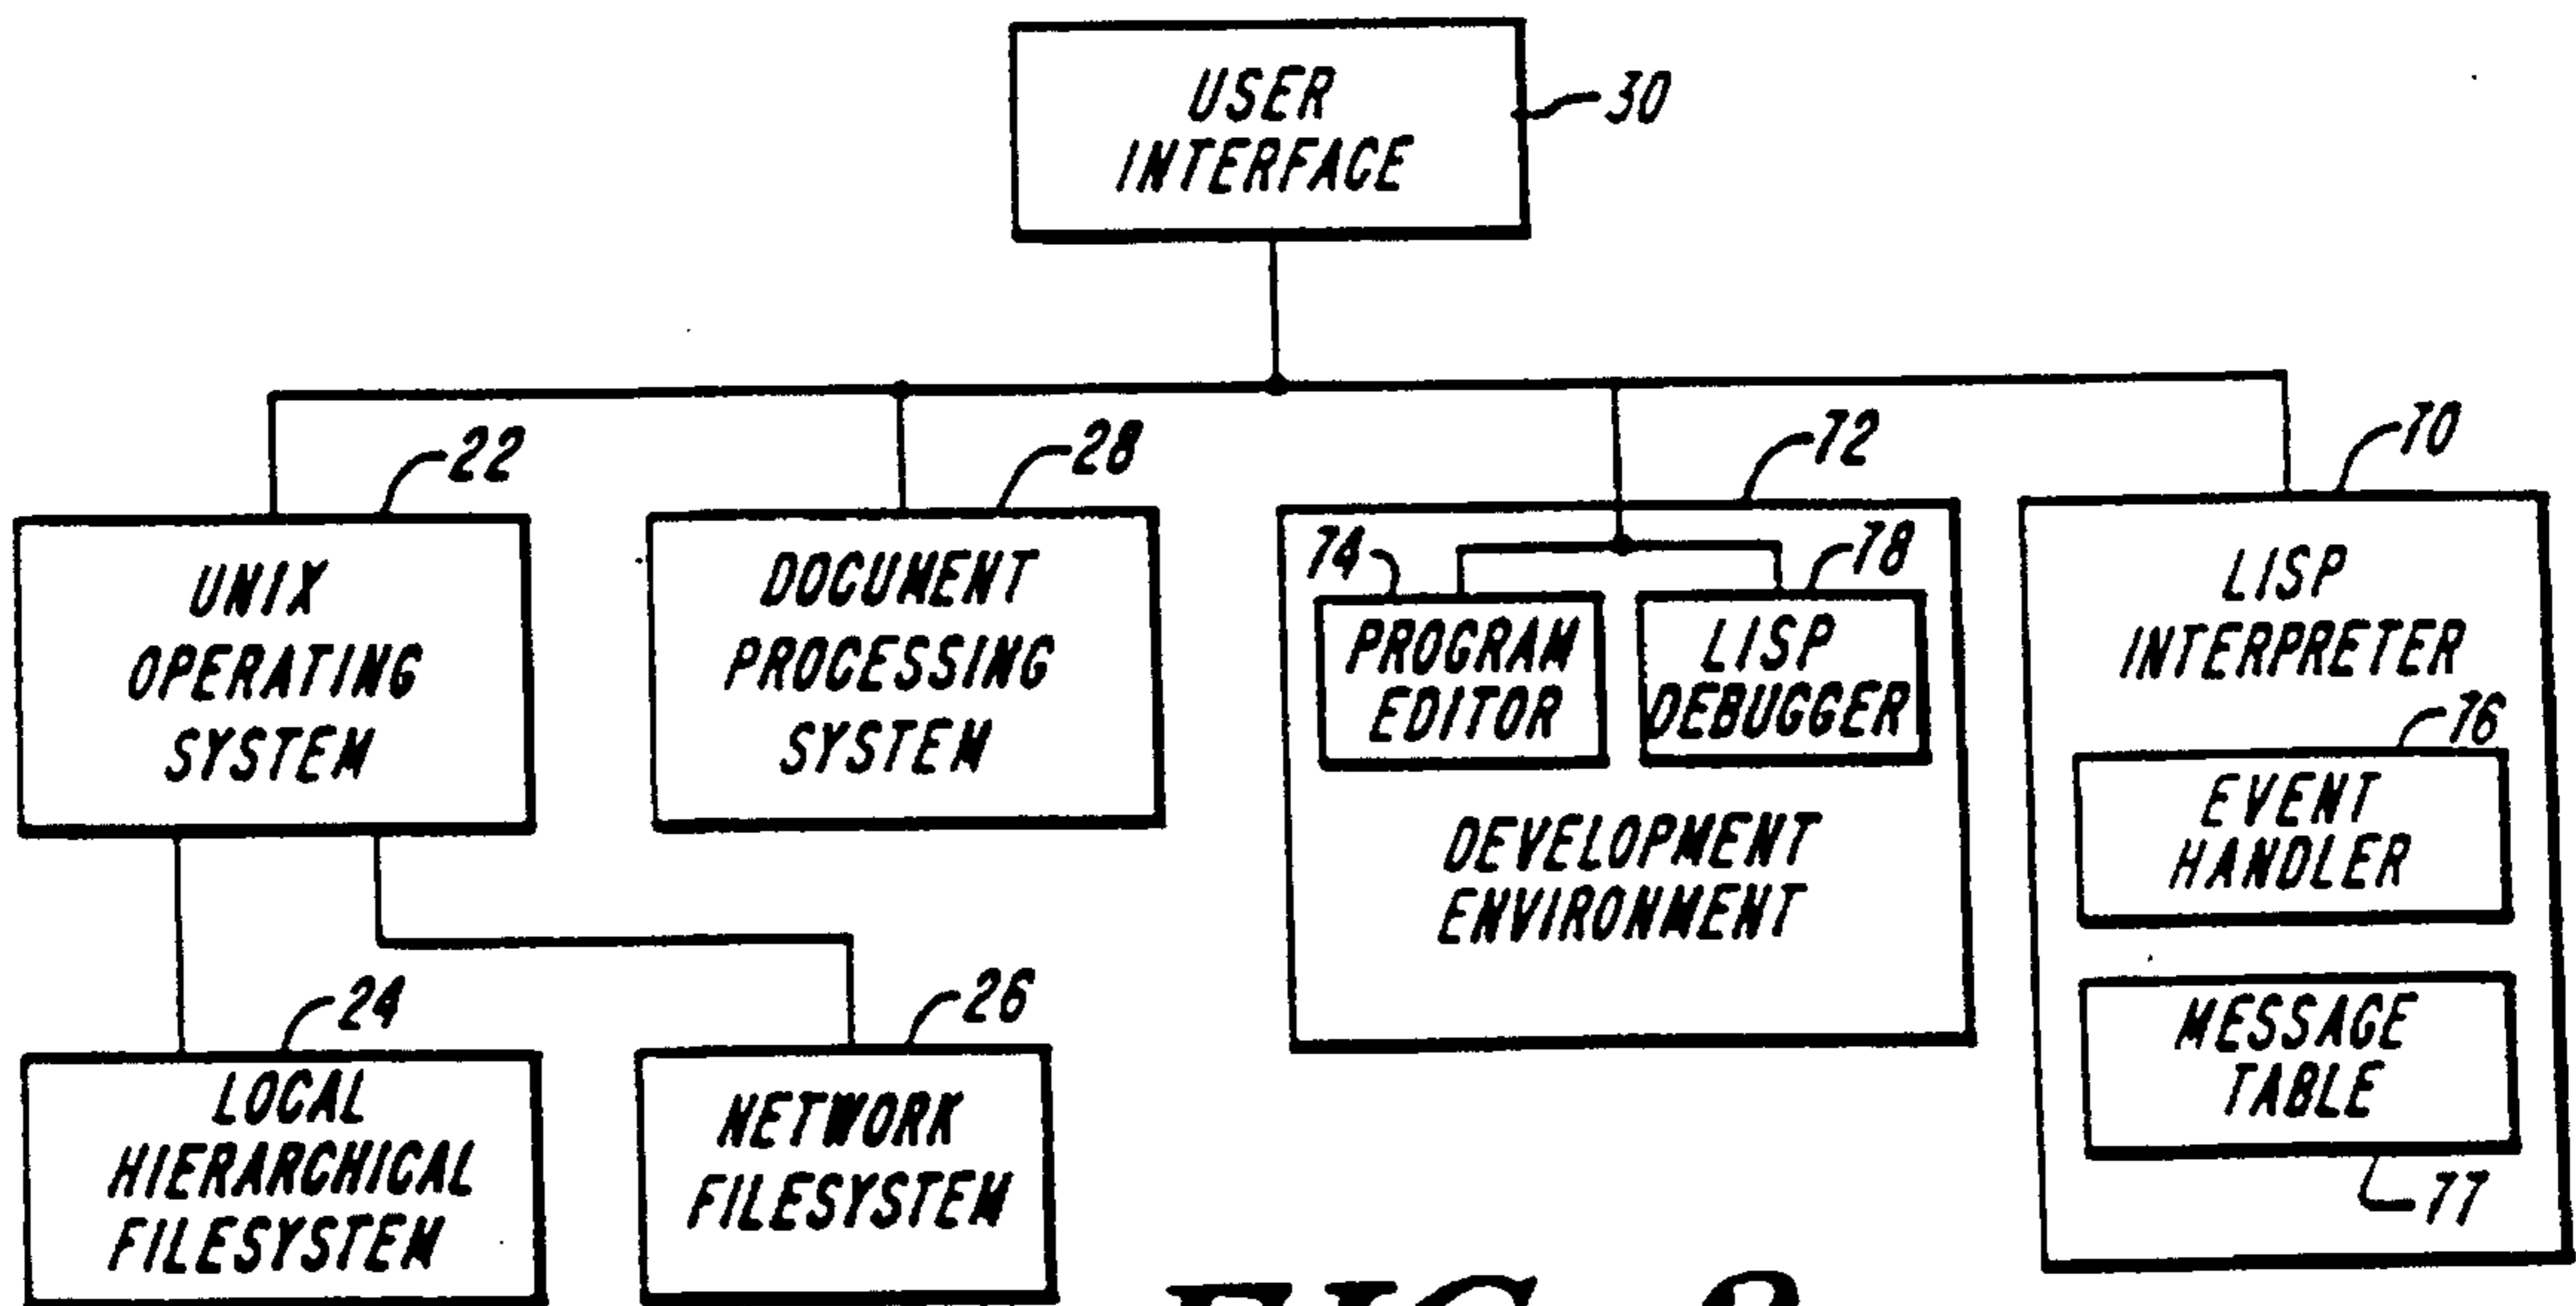 USER
INTERFACE
30
22
UNIX
OPERATING
SYSTEM
28
DOCUMENT
PROCESSING
SYSTEM
72
74
PROGRAM
EDITOR
78
LISP
DEBUGGER
DEVELOPMENT
ENVIRONMENT
70
LISP
INTERPRETER
76
EVENT
HANDLER
MESSAGE
TABLE
77
24
LOCAL
HIERARCHICAL
FILESYSTEM
26
NETWORK
FILESYSTEM
FIG.